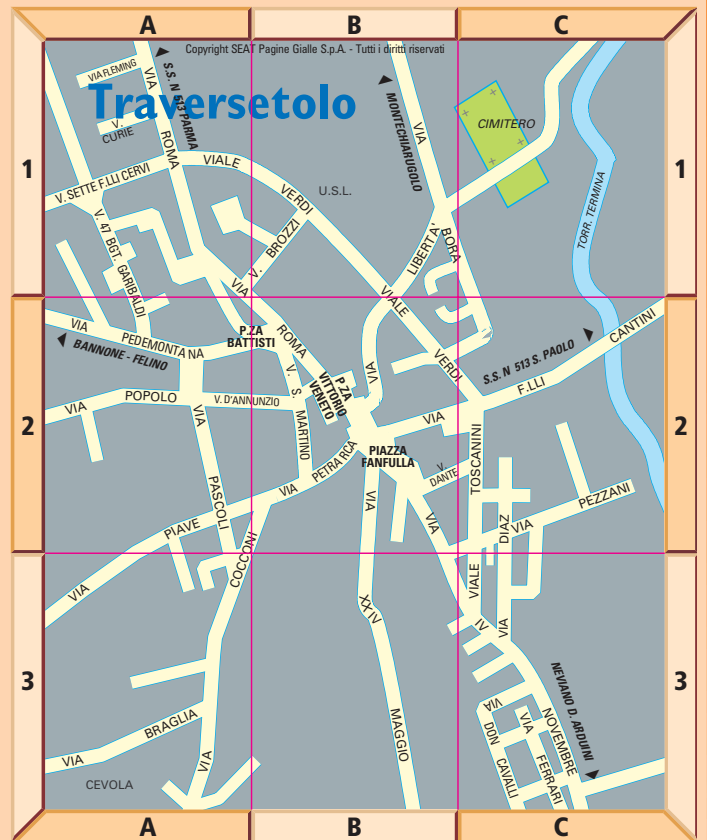 A B C
Copyright SEAT Pagine Gialle S.p.A. - Tutti i diritti riservati
VIA FLEMING
VIA ROMA
S.S. N 513 PARMA
Traversetolo
V. CURIE
MONTECHIARUGOLO
VIA
CIMITERO
1
1
V. SETTE F.LLI CERVI
VIALE VERDI
U.S.L.
V. 47 BGT. GARIBALDI
V. BROZZI
LIBERTA
BORA
TORR. TERMINA
VIA ROMA
VIALE VERDI
VIA PEDEMONTANA
BANNONE - FELINO
P.ZA
BATTISTI
S.S. N 513 S. PAOLO
F.LLI CANTINI
VIA
2
2
VIA POPOLO
V. D'ANNUNZIO
V. S. MARTINO
P.ZA
VITTORIO
VENETO
VIA
PIAZZA
FANFULLA
VIA PASCOLI
VIA PETRARCA
V.
DANTE
TOSCANINI
VIALE
VIA PEZZANI
DIAZ
VIA
VIA PIAVE
COCCONI
VIA
VIA
XXIV
MAGGIO
VIA
IV
NOVEMBRE
NEVIANO D. ARDUINI
3
3
VIA BRAGLIA
VIA
DON
CAVALLI
VIA FERRARI
CEVOLA
A B C